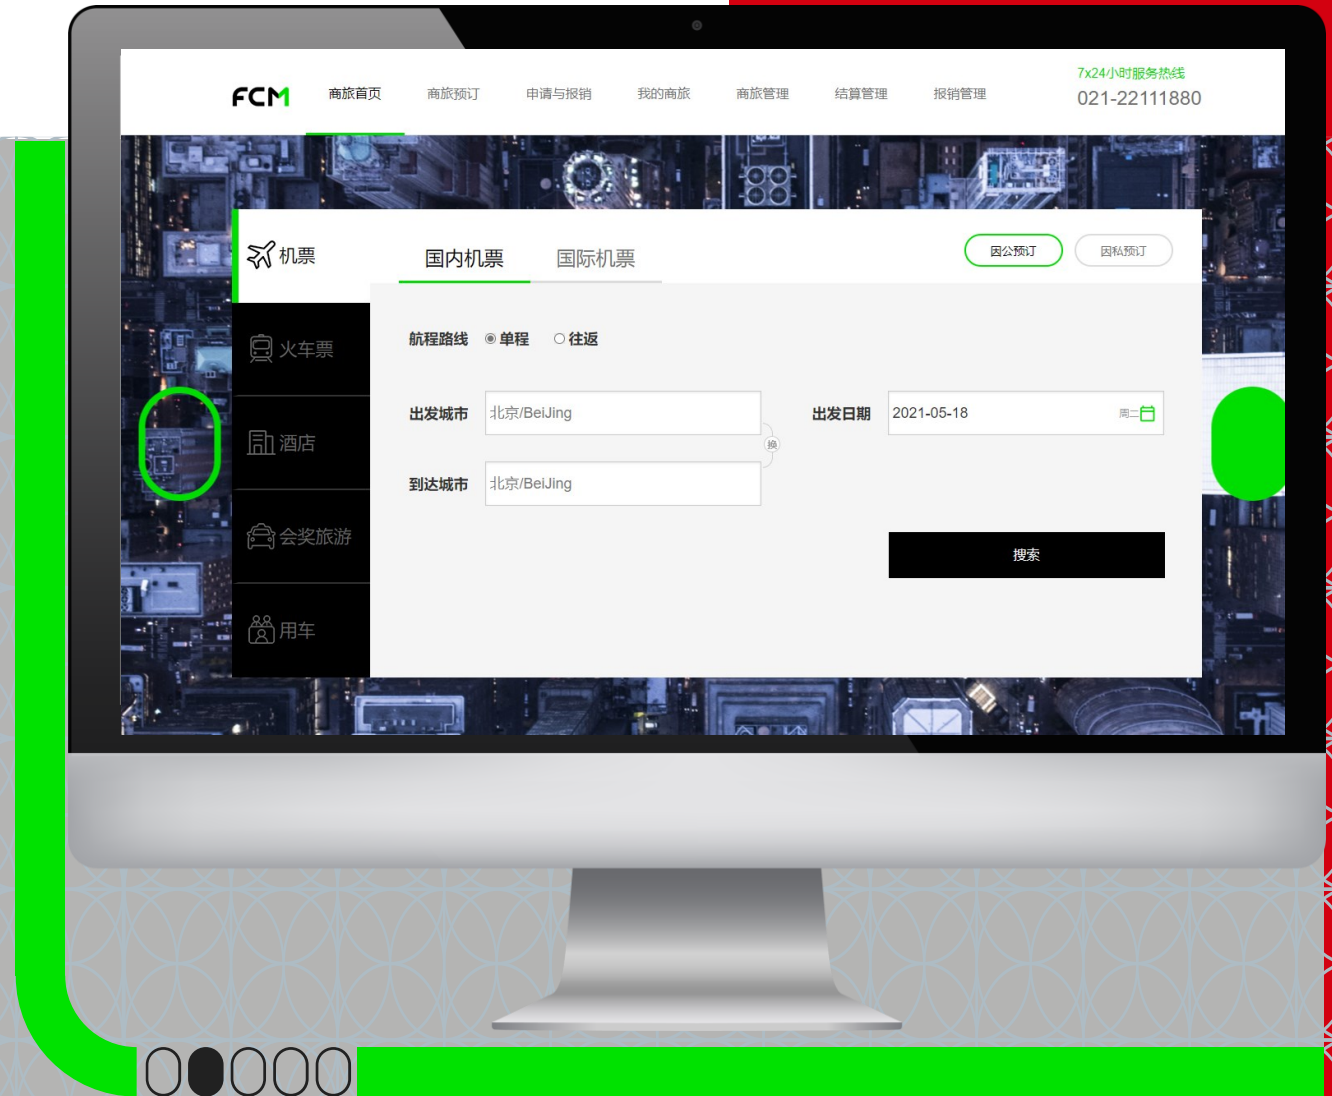 7x24小时服务热线
FCM 商旅首页 商旅预订 申请与报销 我的商旅 商旅管理 结算管理 报销管理 021-22111880
机票 国内机票 国际机票 因公预订 因私预订
航程路线 单程 往返
火车票
出发城市 北京/BeiJing 出发日期 2021-05-18 周二
换
酒店
到达城市 北京/BeiJing
会奖旅游
搜索
用车